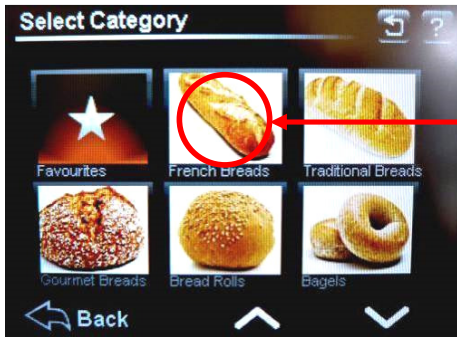 Select Category
?
Favourites
French Breads
Traditional Breads
Gourmet Breads
Bread Rolls
Bagels
Back